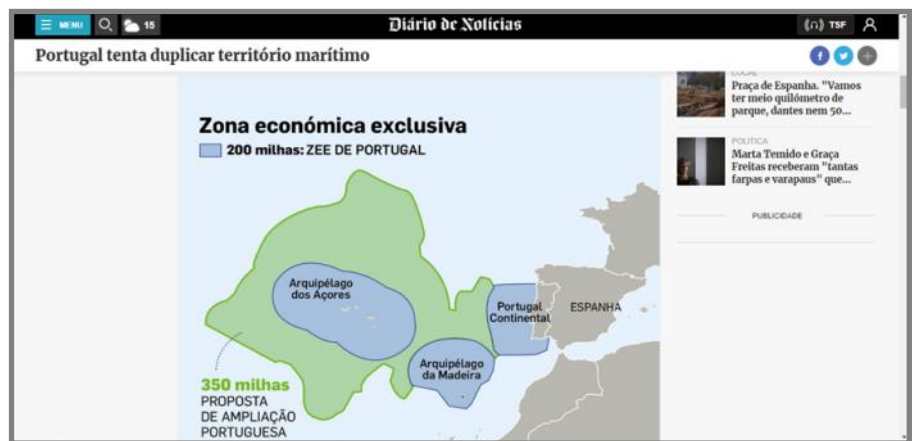 MENU
15
Diário de Notícias
TSF
Portugal tenta duplicar território marítimo
Zona económica exclusiva
200 milhas: ZEE DE PORTUGAL
Arquipélago
dos Açores
Portugal
Continental
ESPANHA
Arquipélago
da Madeira
350 milhas
PROPOSTA
DE AMPLIAÇÃO
PORTUGUESA
LOCAL
Praça de Espanha. "Vamos
ter meio quilómetro de
parque, dantes nem 50...
POLÍTICA
Marta Temido e Graça
Freitas receberam "tantas
farpas e varapaus" que...
PUBLICIDADE